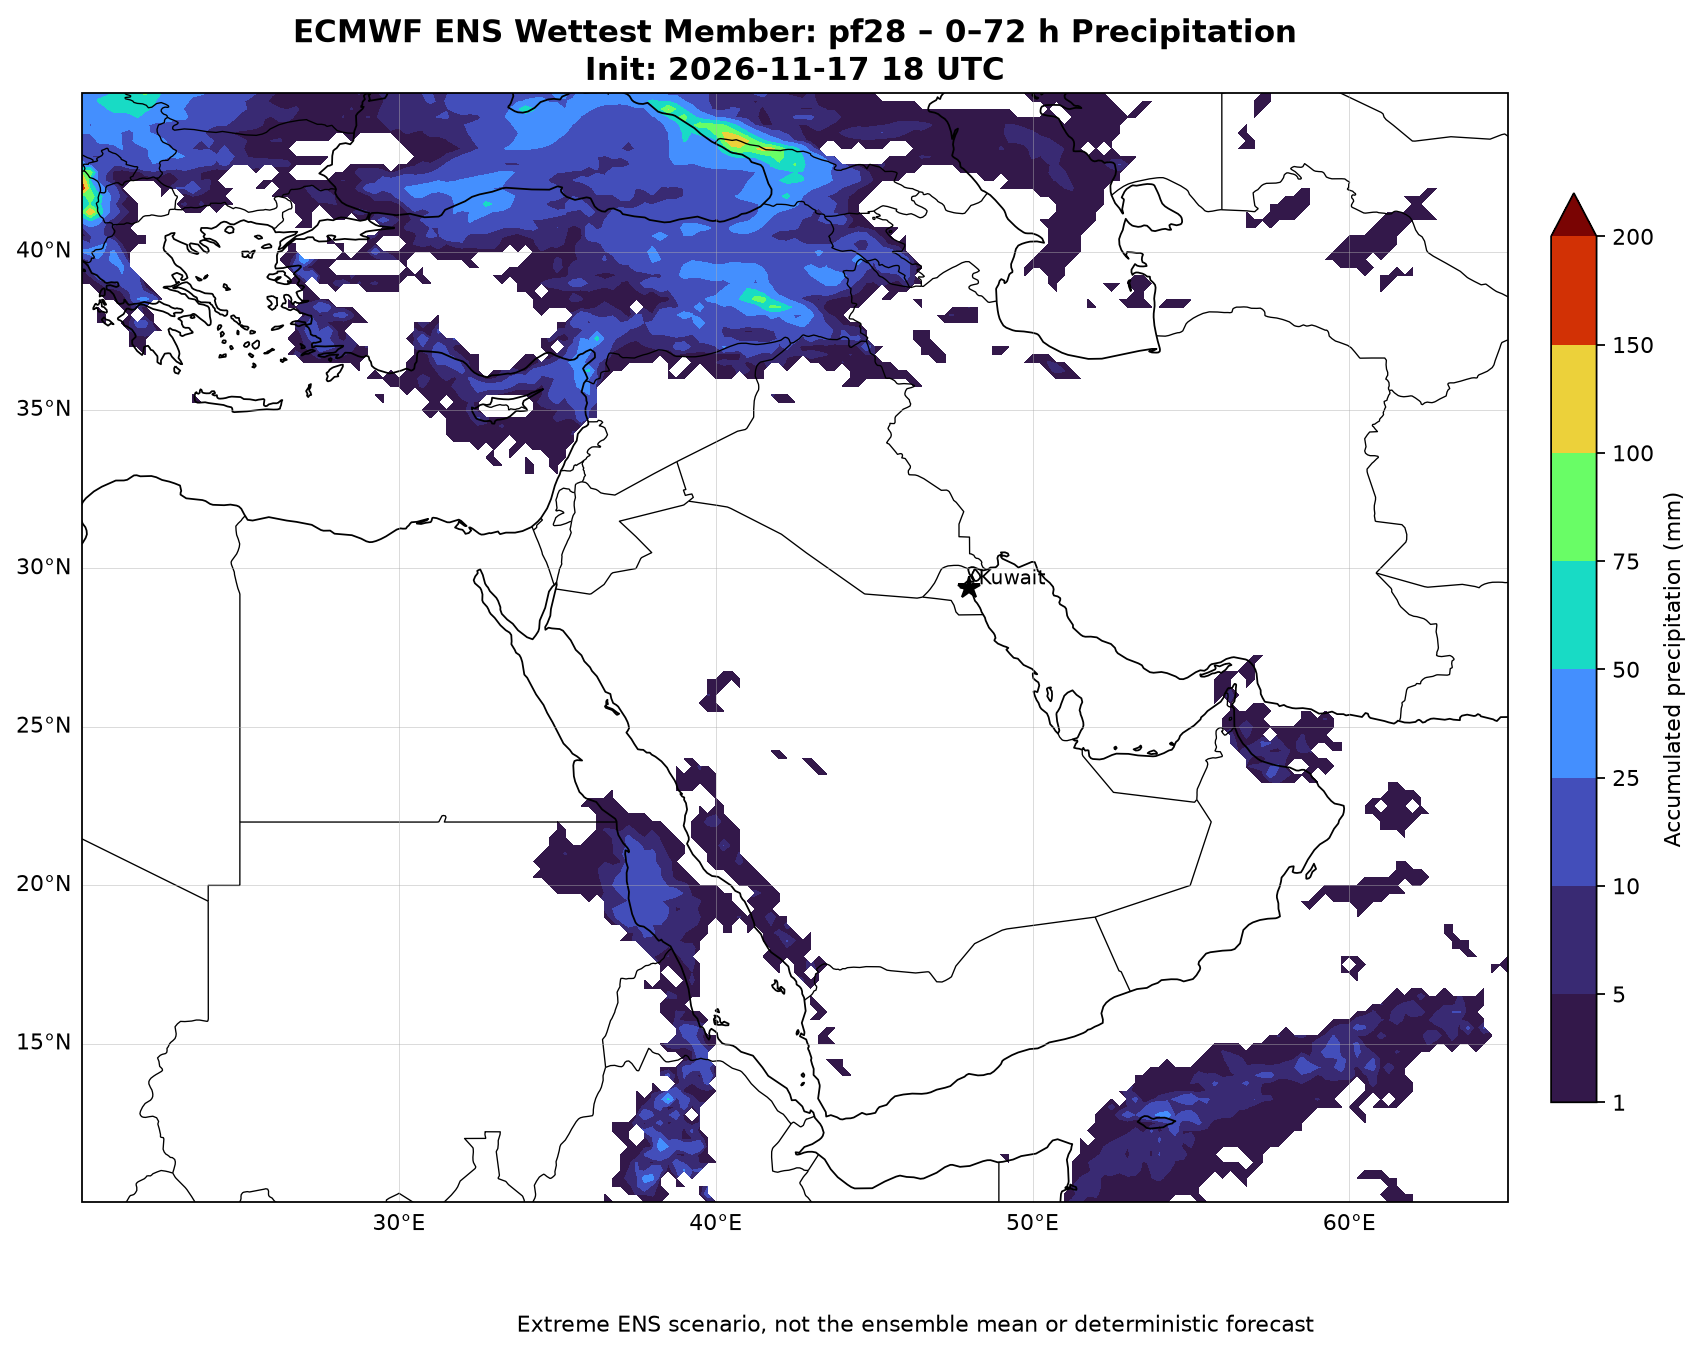 ECMWF ENS Wettest Member: pf28 – 0–72 h Precipitation
Init: 2026-11-17 18 UTC
40°N
35°N
30°N
25°N
20°N
15°N
30°E
40°E
50°E
60°E
Kuwait
200
150
100
75
50
25
10
5
1
Accumulated precipitation (mm)
Extreme ENS scenario, not the ensemble mean or deterministic forecast